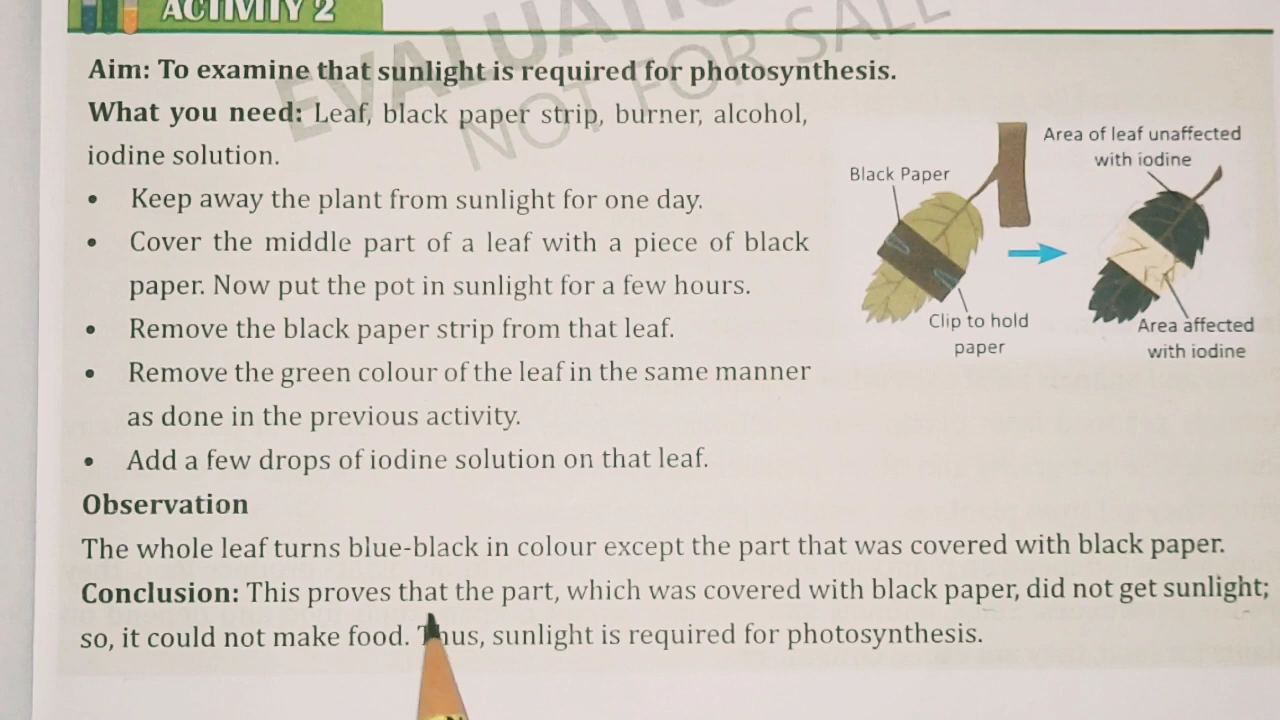 ACTIVITY 2
EVALUATION
NOT FOR SALE
Aim: To examine that sunlight is required for photosynthesis.
What you need: Leaf, black paper strip, burner, alcohol,
iodine solution.
• Keep away the plant from sunlight for one day.
• Cover the middle part of a leaf with a piece of black
paper. Now put the pot in sunlight for a few hours.
• Remove the black paper strip from that leaf.
• Remove the green colour of the leaf in the same manner
as done in the previous activity.
• Add a few drops of iodine solution on that leaf.
Black Paper
Clip to hold
paper
Area of leaf unaffected
with iodine
Area affected
with iodine
Observation
The whole leaf turns blue-black in colour except the part that was covered with black paper.
Conclusion: This proves that the part, which was covered with black paper, did not get sunlight;
so, it could not make food. Thus, sunlight is required for photosynthesis.